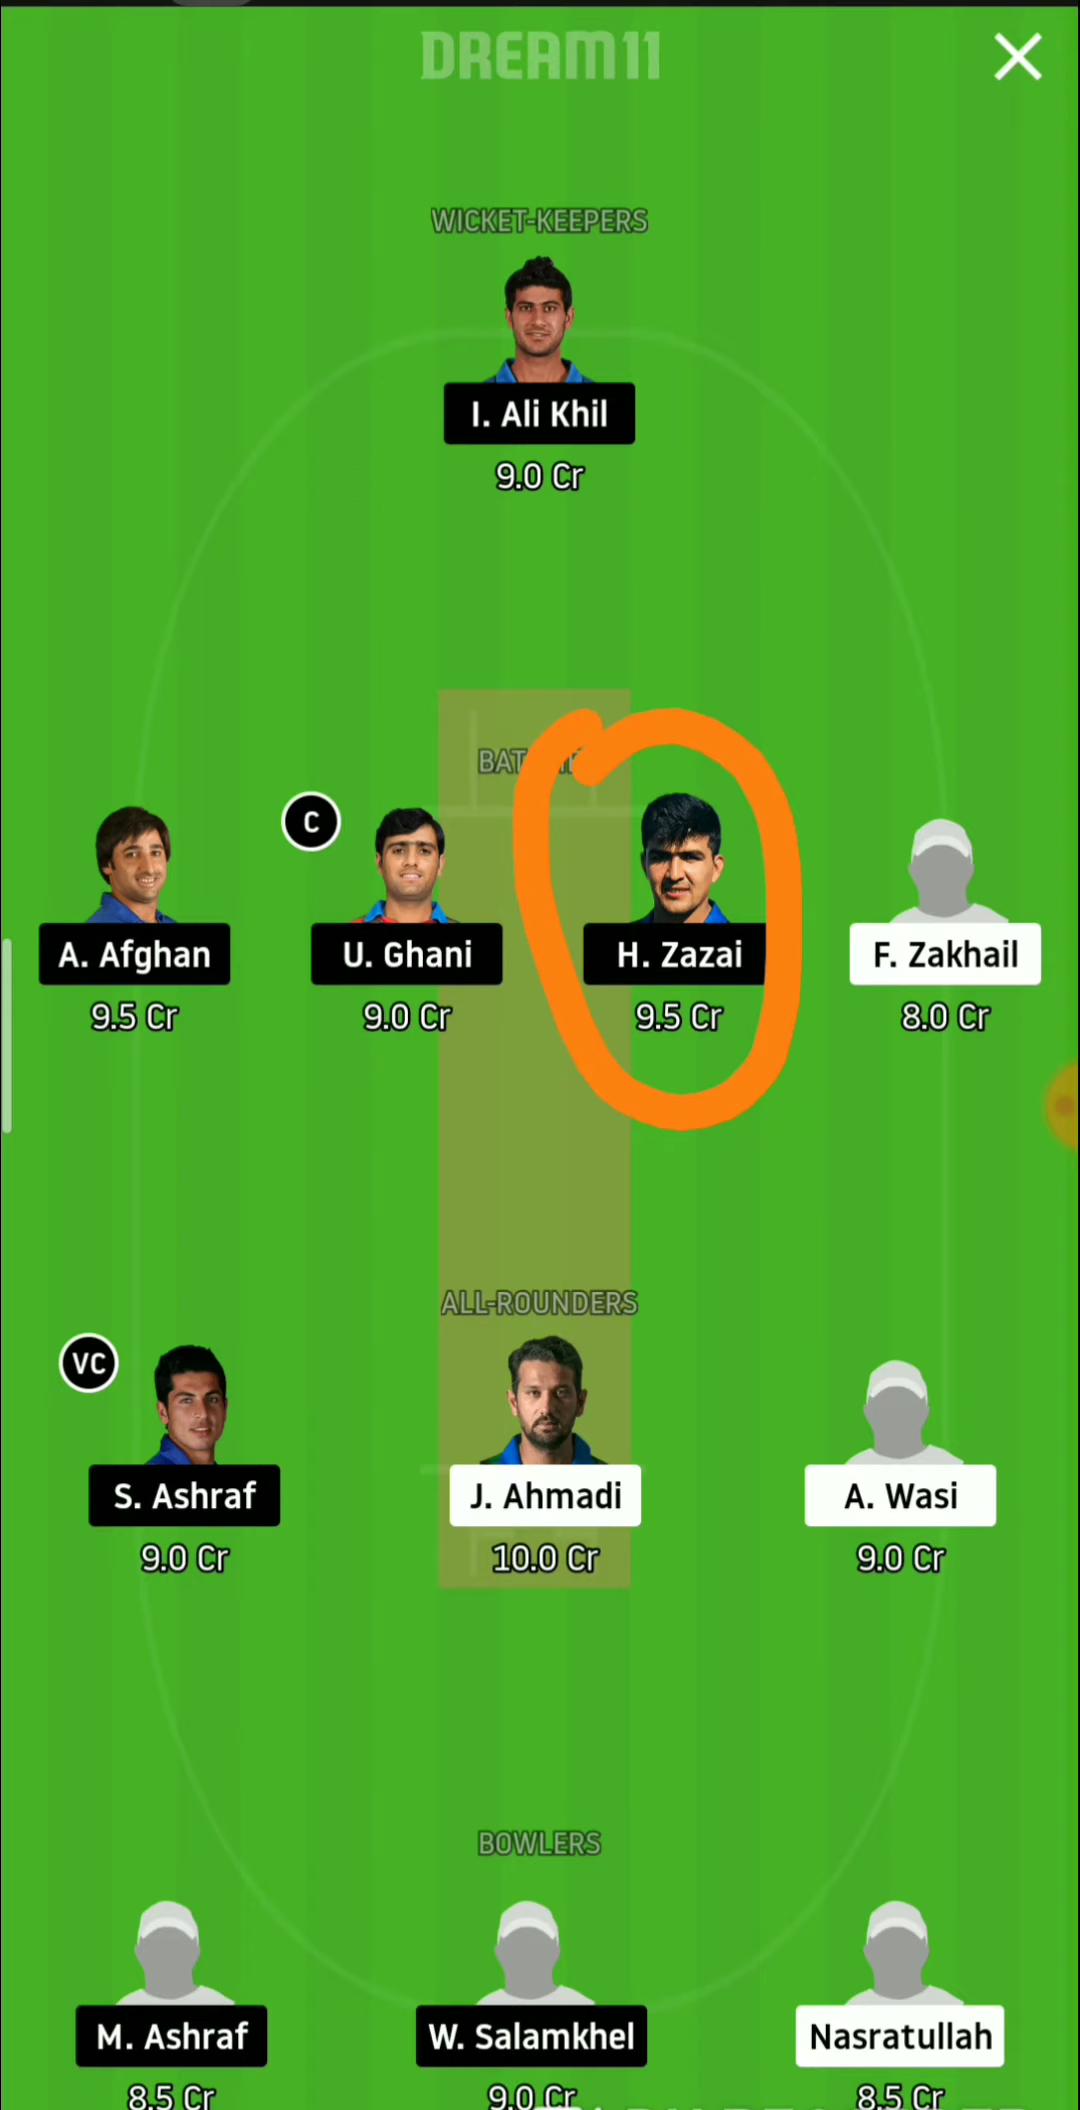 DREAM11
WICKET-KEEPERS
I. Ali Khil
9.0 Cr
C
A. Afghan
U. Ghani
H. Zazai
F. Zakhail
9.5 Cr
9.0 Cr
9.5 Cr
8.0 Cr
ALL-ROUNDERS
VC
S. Ashraf
J. Ahmadi
A. Wasi
9.0 Cr
10.0 Cr
9.0 Cr
BOWLERS
M. Ashraf
W. Salamkhel
Nasratullah
8.5 Cr
9.0 Cr
8.5 Cr